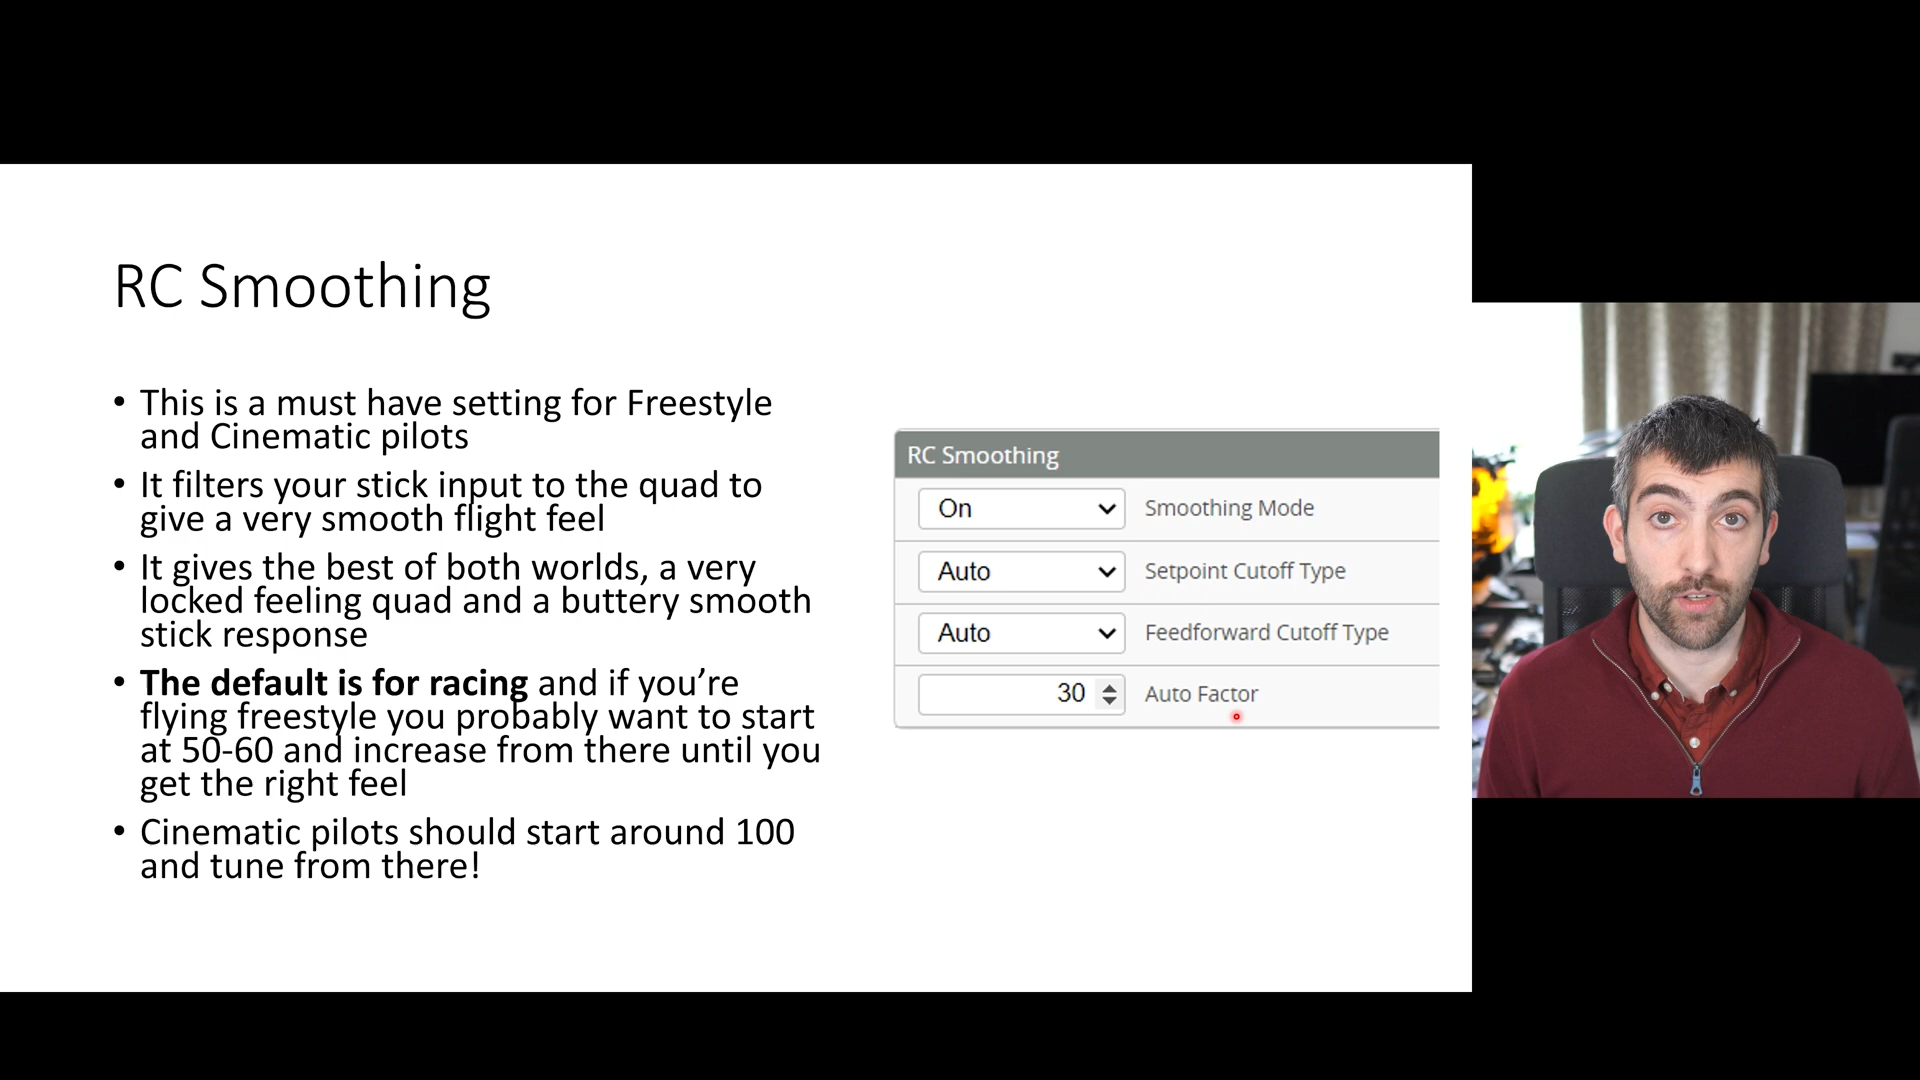 RC Smoothing
• This is a must have setting for Freestyle
and Cinematic pilots
• It filters your stick input to the quad to
give a very smooth flight feel
• It gives the best of both worlds, a very
locked feeling quad and a buttery smooth
stick response
• The default is for racing and if you’re
flying freestyle you probably want to start
at 50-60 and increase from there until you
get the right feel
• Cinematic pilots should start around 100
and tune from there!
RC Smoothing
On Smoothing Mode
Auto Setpoint Cutoff Type
Auto Feedforward Cutoff Type
30 Auto Factor